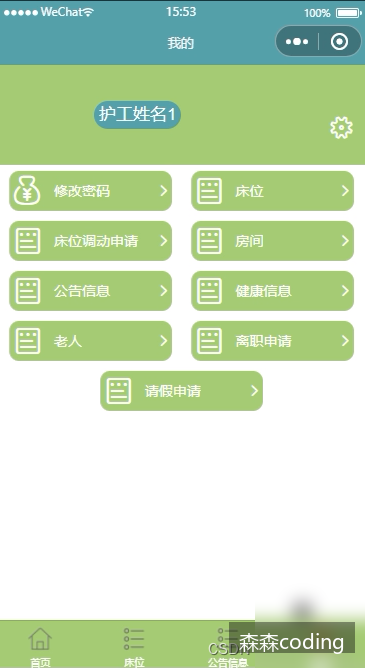 WeChat 15:53 100%
我的
护工姓名1
修改密码 床位
床位调动申请 房间
公告信息 健康信息
老人 离职申请
请假申请
首页 床位 公告信息
CSDN
森森coding